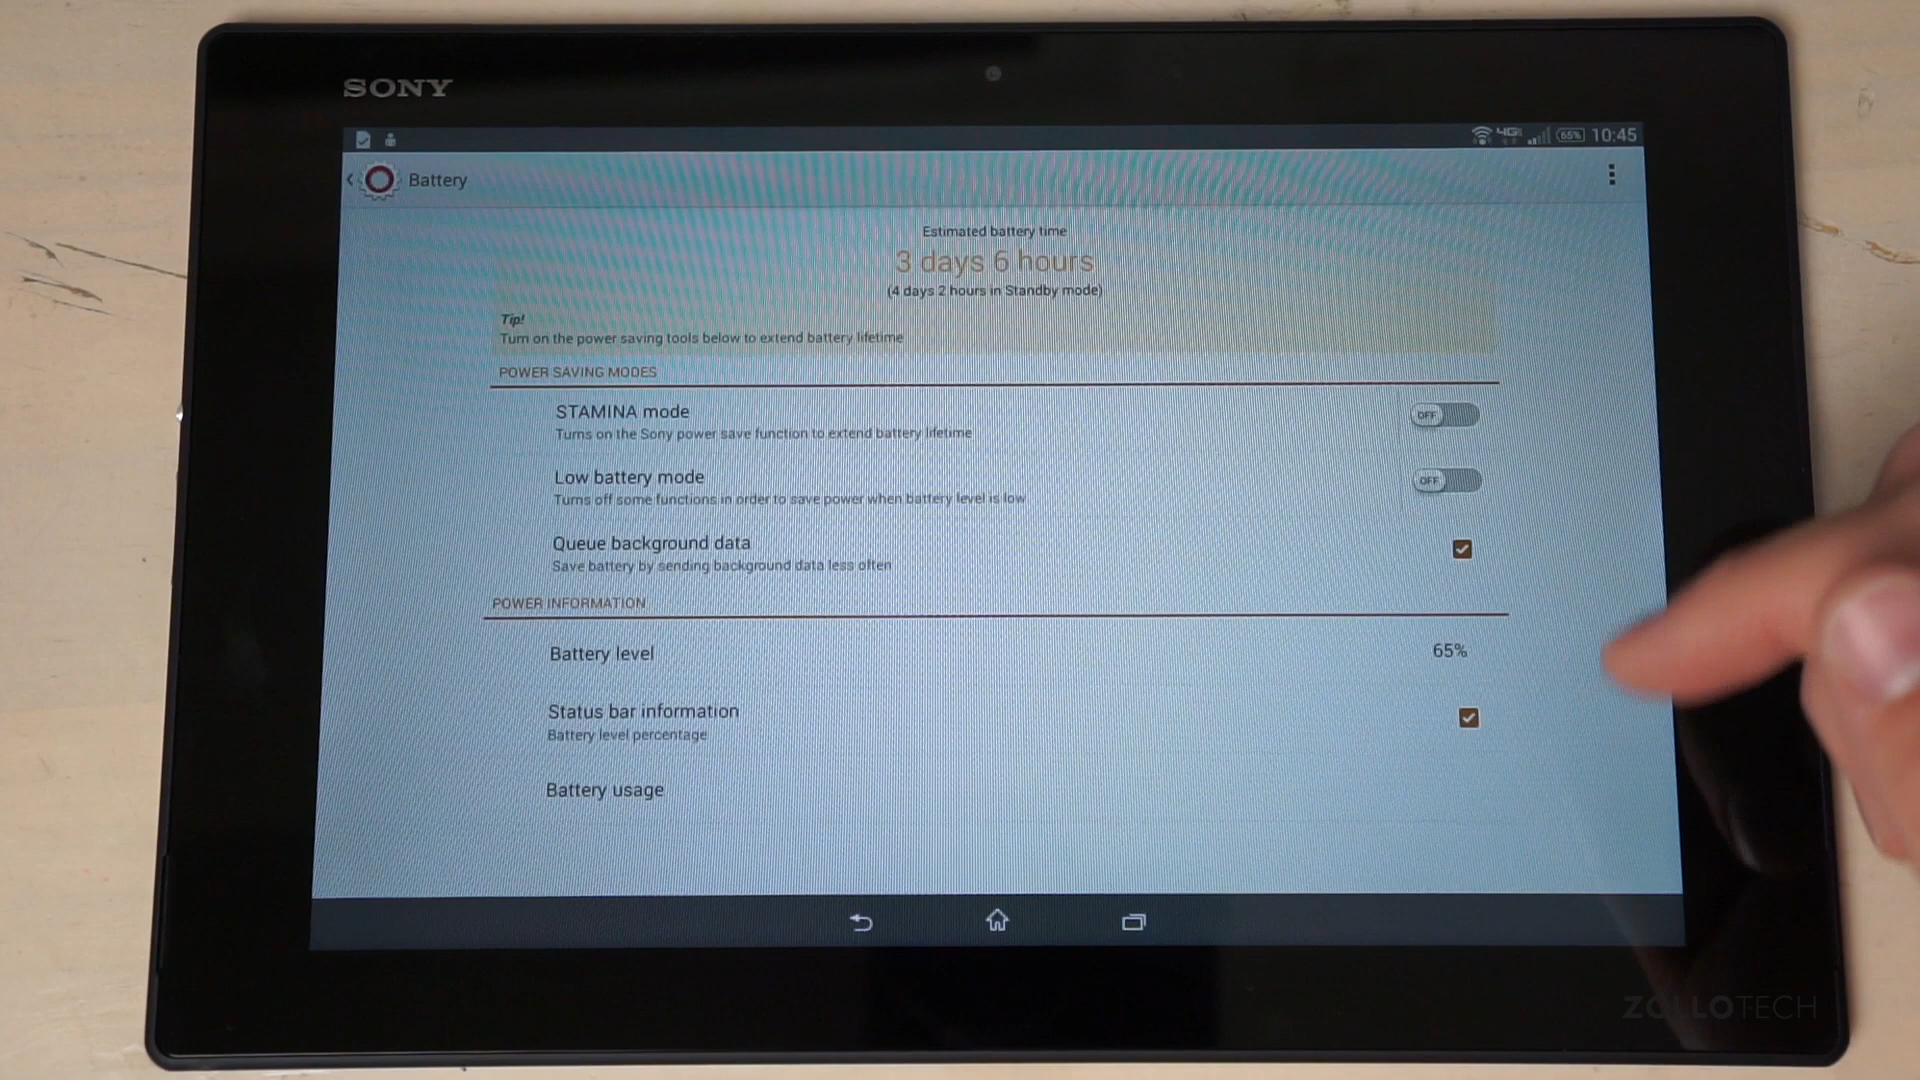 SONY
4G 65% 10:45
Battery
Estimated battery time
3 days 6 hours
(4 days 2 hours in Standby mode)
Tip!
Turn on the power saving tools below to extend battery lifetime
POWER SAVING MODES
STAMINA mode
OFF
Turns on the Sony power save function to extend battery lifetime
Low battery mode
OFF
Turns off some functions in order to save power when battery level is low
Queue background data
Save battery by sending background data less often
POWER INFORMATION
Battery level
65%
Status bar information
Battery level percentage
Battery usage
ZOLLOTECH